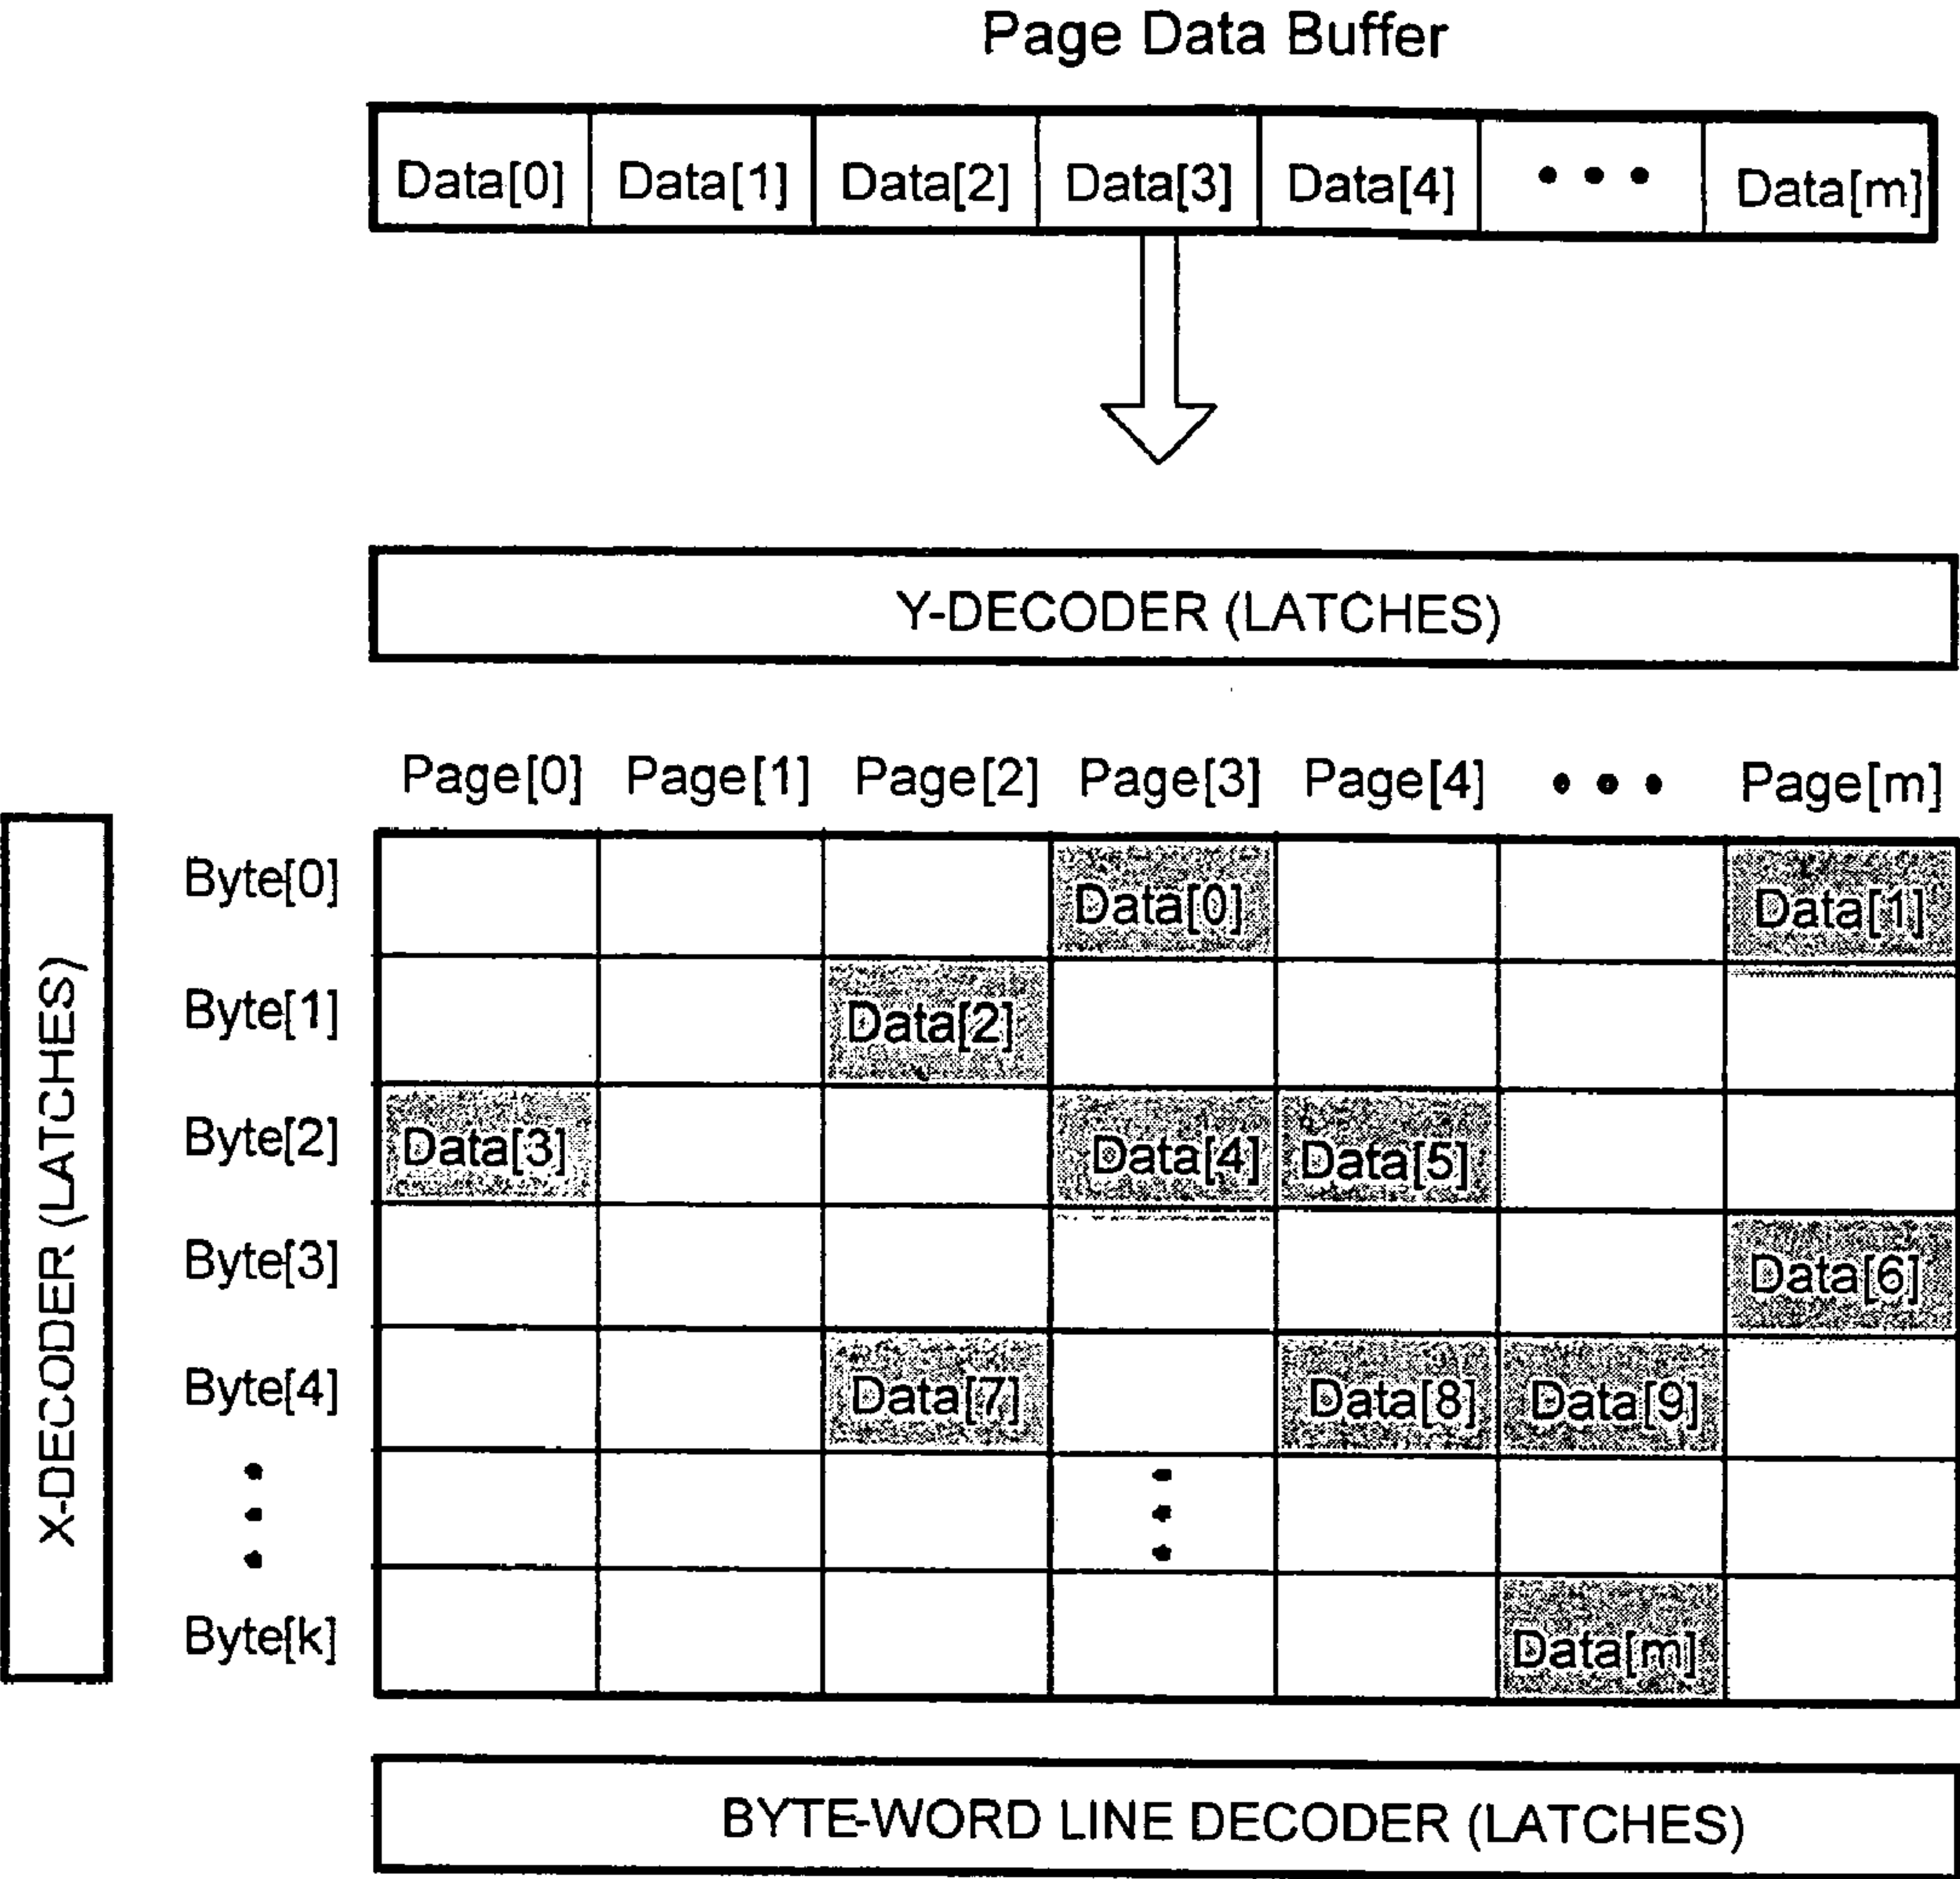 Page Data Buffer
Data[0] Data[1] Data[2] Data[3] Data[4] • • • Data[m]
Y-DECODER (LATCHES)
Page[0] Page[1] Page[2] Page[3] Page[4] • • • Page[m]
X-DECODER (LATCHES)
Byte[0] Data[0] Data[1]
Byte[1] Data[2]
Byte[2] Data[3] Data[4] Data[5]
Byte[3] Data[6]
Byte[4] Data[7] Data[8] Data[9]
Byte[k] Data[m]
BYTE-WORD LINE DECODER (LATCHES)